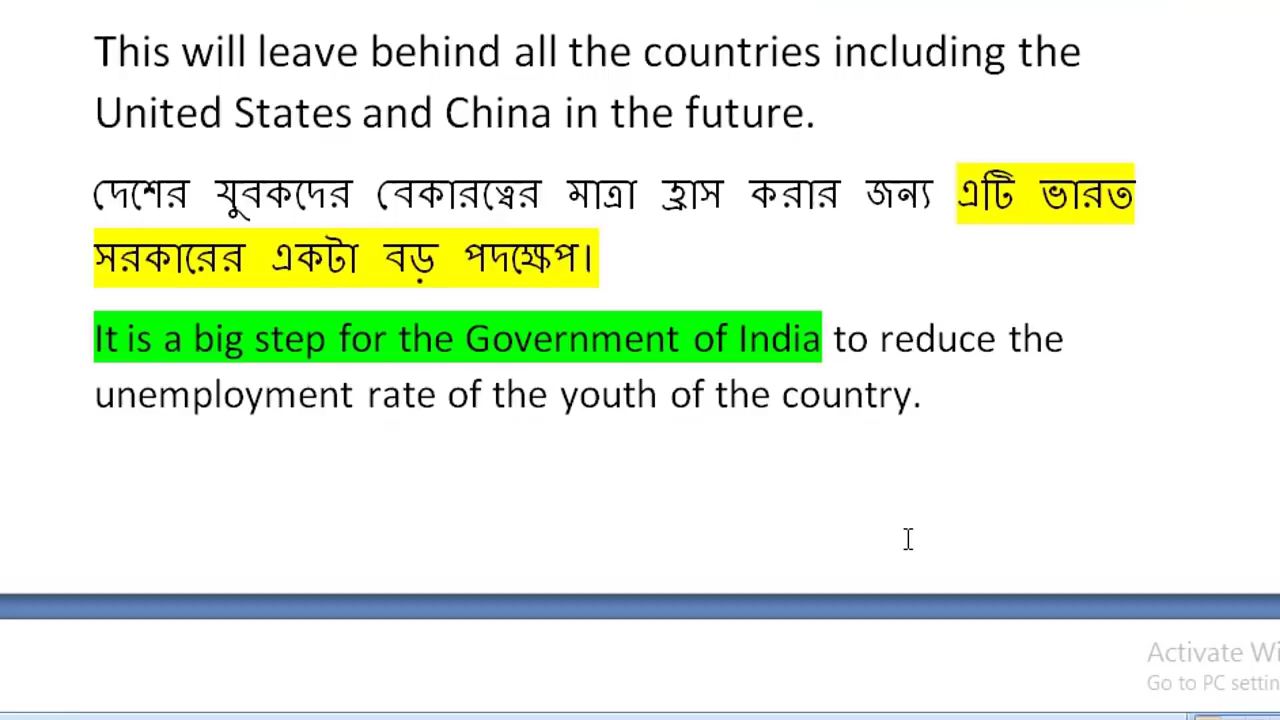 This will leave behind all the countries including the
United States and China in the future.
দেশের যুবকদের বেকারত্বের মাত্রা হ্রাস করার জন্য এটি ভারত
সরকারের একটা বড় পদক্ষেপ।
It is a big step for the Government of India to reduce the
unemployment rate of the youth of the country.
Activate Wi
Go to PC settin